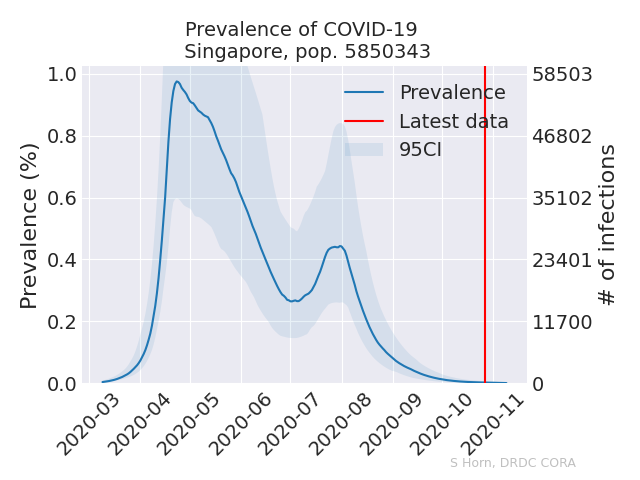 Prevalence of COVID-19
Singapore, pop. 5850343
Prevalence (%)
1.0
0.8
0.6
0.4
0.2
0.0
Prevalence
Latest data
95CI
58503
46802
35102
23401
11700
0
# of infections
2020-03
2020-04
2020-05
2020-06
2020-07
2020-08
2020-09
2020-10
2020-11
S Horn, DRDC CORA